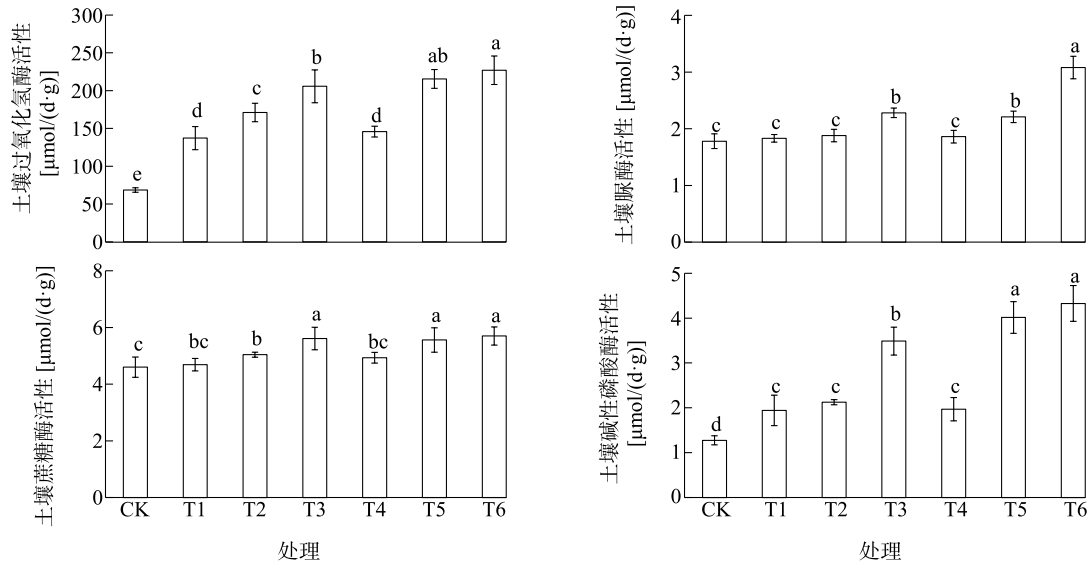 土壤过氧化氢酶活性
[μmol/(d·g)]
300
250
200
150
100
50
0
e
d
c
b
d
ab
a
土壤脲酶活性 [μmol/(d·g)]
4
3
2
1
0
c
c
c
b
c
b
a
土壤蔗糖酶活性 [μmol/(d·g)]
8
6
4
2
0
c
bc
b
a
bc
a
a
CK T1 T2 T3 T4 T5 T6
处理
土壤碱性磷酸酶活性
[μmol/(d·g)]
5
4
3
2
1
0
d
c
c
b
c
a
a
CK T1 T2 T3 T4 T5 T6
处理